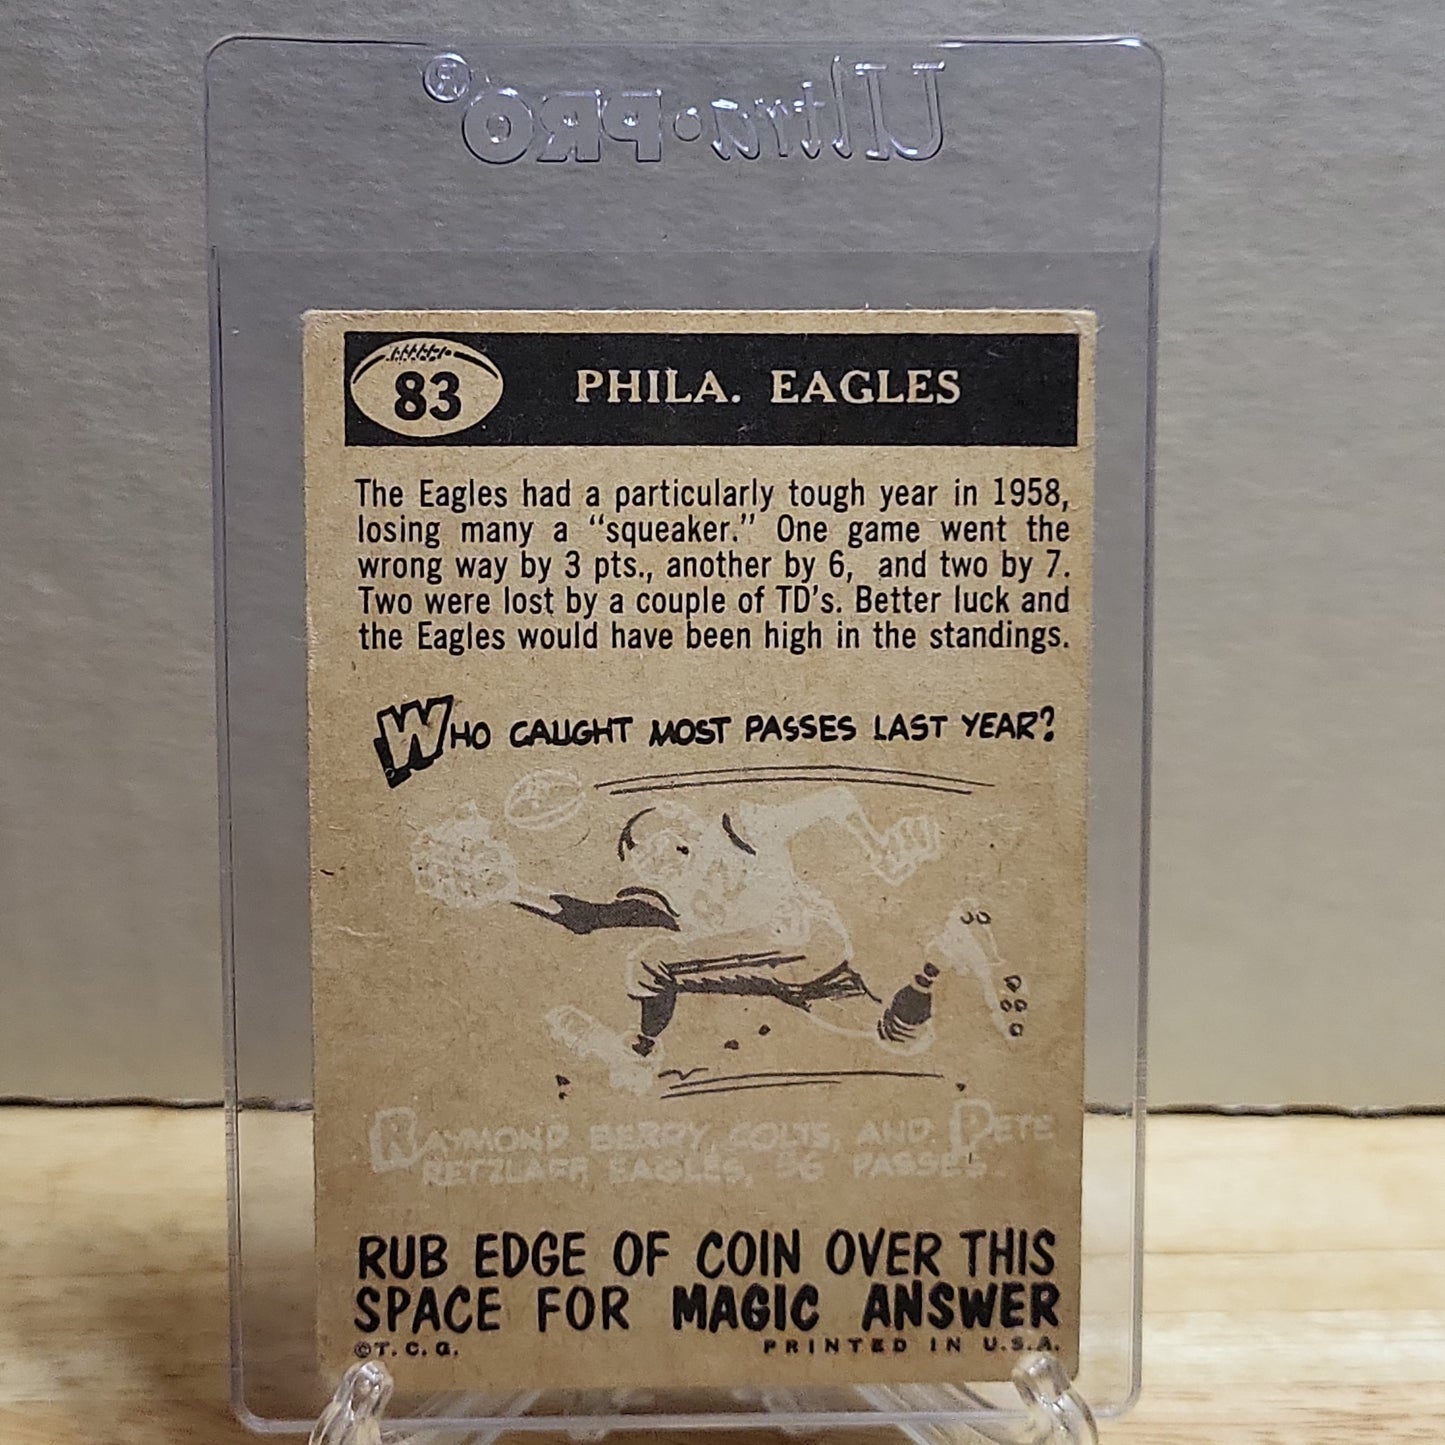 Ultra•PRO®
83 PHILA. EAGLES
The Eagles had a particularly tough year in 1958,
losing many a "squeaker." One game went the
wrong way by 3 pts., another by 6, and two by 7.
Two were lost by a couple of TD's. Better luck and
the Eagles would have been high in the standings.
WHO CAUGHT MOST PASSES LAST YEAR?
RAYMOND BERRY, COLTS, AND PETE
RETZLAFF, EAGLES, 56 PASSES.
RUB EDGE OF COIN OVER THIS
SPACE FOR MAGIC ANSWER
©T. C. G. PRINTED IN U.S.A.